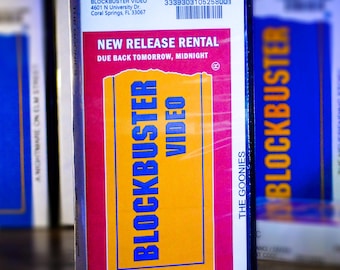 BLOCKBUSTER VIDEO
4601 N University Dr.
Coral Springs, FL 33067
333930105258001
NEW RELEASE RENTAL
DUE BACK TOMORROW, MIDNIGHT
BLOCKBUSTER
VIDEO
THE GOONIES
A NIGHTMARE ON ELM STREET
BLOCKBUSTER